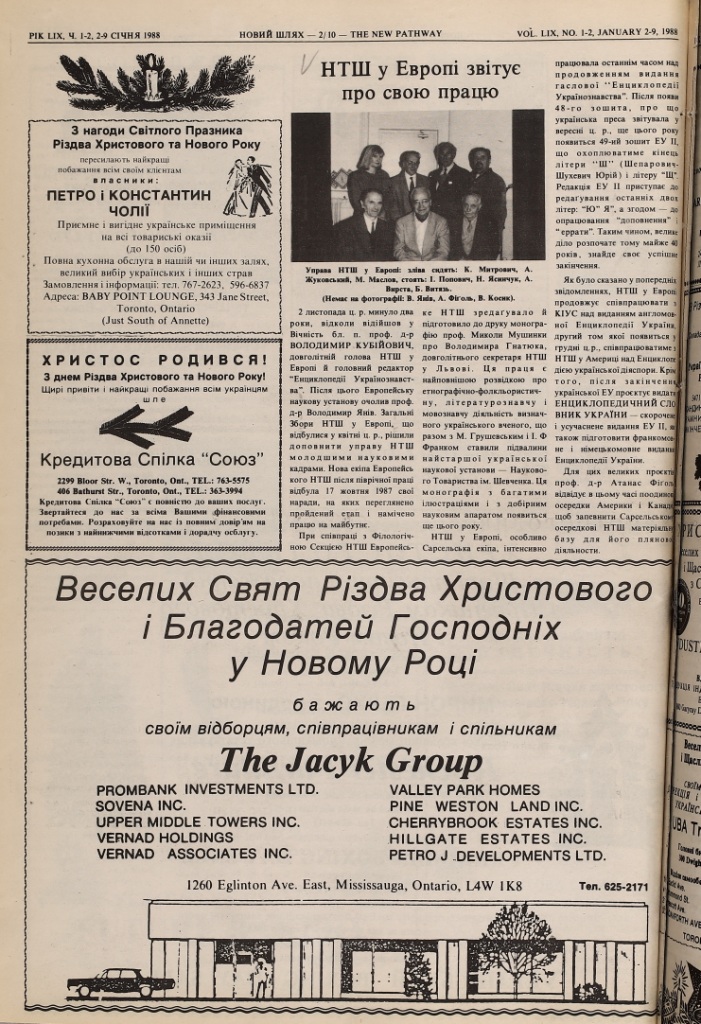 РІК LIX, Ч. 1-2, 2-9 СІЧНЯ 1988
НОВИЙ ШЛЯХ — 2/10 — THE NEW PATHWAY
VOL. LIX, NO. 1-2, JANUARY 2-9, 1988
З нагоди Світлого Празника
Різдва Христового та Нового Року
пересилають найкращі
побажання всім своїм клієнтам
власники:
ПЕТРО і КОНСТАНТИН
ЧОЛІЇ
Приємне і вигідне українське приміщення
на всі товариські оказії
(до 150 осіб)
Повна кухонна обслуга в нашій чи інших залях,
великий вибір українських і інших страв
Замовлення і інформації: тел. 767-2623, 596-6837
Адреса: BABY POINT LOUNGE, 343 Jane Street,
Toronto, Ontario
(Just South of Annette)
ХРИСТОС РОДИВСЯ!
З днем Різдва Христового та Нового Року!
Щирі привіти і найкращі побажання всім українцям
шле
Кредитова Спілка "Союз"
2299 Bloor Str. W., Toronto, Ont., TEL.: 763-5575
406 Bathurst Str., Toronto, Ont., TEL.: 363-3994
Кредитова Спілка "Союз" є повністю до ваших послуг.
Звертайтеся до нас за всіма Вашими фінансовими
потребами. Розрахуйте на нас із повним довір'ям на
позики з найнижчими відсотками і дорадчу обслугу.
НТШ у Европі звітує
про свою працю
Управа НТШ у Европі: зліва сидять: К. Митрович, А.
Жуковський, М. Маслов, стоять: І. Попович, Н. Ясинчук, А.
Вирста, Б. Витязь.
(Немає на фотографії: В. Янів, А. Фіголь, В. Косик).
2 листопада ц. р. минуло два
роки, відколи відійшов у
Вічність бл. п. проф. д-р
ВОЛОДИМИР КУБІЙОВИЧ,
довголітній голова НТШ у
Европі й головний редактор
"Енциклопедії Українознавст-
ва". Після цього Европейську
наукову установу очолив проф.
д-р Володимир Янів. Загальні
Збори НТШ у Европі, що
відбулися у квітні ц. р., рішили
доповнити управу НТШ
молодшими науковими
кадрами. Нова екіпа Европейсь-
кого НТШ після піврічної праці
відбула 17 жовтня 1987 свої
наради, на яких переглянено
пройдений етап і намічено
працю на майбутнє.
При співпраці з Філологіч-
ною Секцією НТШ Европейсь-
ке НТШ зредагувало й
підготовило до друку моногра-
фію проф. Миколи Мушинки
про Володимира Гнатюка,
довголітнього секретаря НТШ
у Львові. Ця праця є
найповнішою розвідкою про
етнографічно-фолкльористич-
ну, літературознавчу і
мовознавчу діяльність визнач-
ного українського вченого, що
разом з М. Грушевським і І. Ф
Франком ставили підвалини
найстаршої української
наукової установи — Науково-
го Товариства ім. Шевченка. Ця
монографія з багатими
ілюстраціями і з добірним
науковим апаратом появиться
ще цього року.
НТШ у Европі, особливо
Сарсельська екіпа, інтенсивно
працювала останнім часом над
продовженням видання
гаслової "Енциклопедії
Українознавства". Після появи
48-го зошита, про що
українська преса звітувала у
вересні ц. р., ще цього року
появиться 49-ий зошит ЕУ II,
що охоплюватиме кінець
літери "Ш" (Шепарович-
Шухевич Юрій) і літеру "Щ".
Редакція ЕУ II приступає до
редаґування останніх двох
літер: "Ю" "Я", а згодом — до
опрацювання "доповнення" і
"еррати". Таким чином, велике
діло розпочате тому майже 40
років, знайде своє успішне
закінчення.
Як було сказано у попередніх
звідомленнях, НТШ у Европі
продовжує співпрацювати з
КІУС над виданням англомов-
ної Енциклопедії України,
другий том якої появиться у
грудні ц.р., співпрацюватиме з
НТШ у Америці над Енцикло-
педією української діяспори. Крім
того, після закінчення
української ЕУ проєктує видати
ЕНЦИКЛОПЕДИЧНИЙ СЛО-
ВНИК УКРАЇНИ — скорочене
і усучаснене видання ЕУ II, як
також підготовити франкомов-
не і німецькомовне видання
Енциклопедії України.
Для цих великих проєктів
проф. д-р Атанас Фіголь
відвідує в цьому часі поодинокі
осередки Америки і Канади,
щоб запевнити Сарсельському
осередкові НТШ матеріяльну
базу для його плянової
діяльности.
Веселих Свят Різдва Христового
і Благодатей Господніх
у Новому Році
бажають
своїм відборцям, співпрацівникам і спільникам
The Jacyk Group
PROMBANK INVESTMENTS LTD.
SOVENA INC.
UPPER MIDDLE TOWERS INC.
VERNAD HOLDINGS
VERNAD ASSOCIATES INC.
VALLEY PARK HOMES
PINE WESTON LAND INC.
CHERRYBROOK ESTATES INC.
HILLGATE ESTATES INC.
PETRO J .DEVELOPMENTS LTD.
1260 Eglinton Ave. East, Mississauga, Ontario, L4W 1K8
Тел. 625-2171